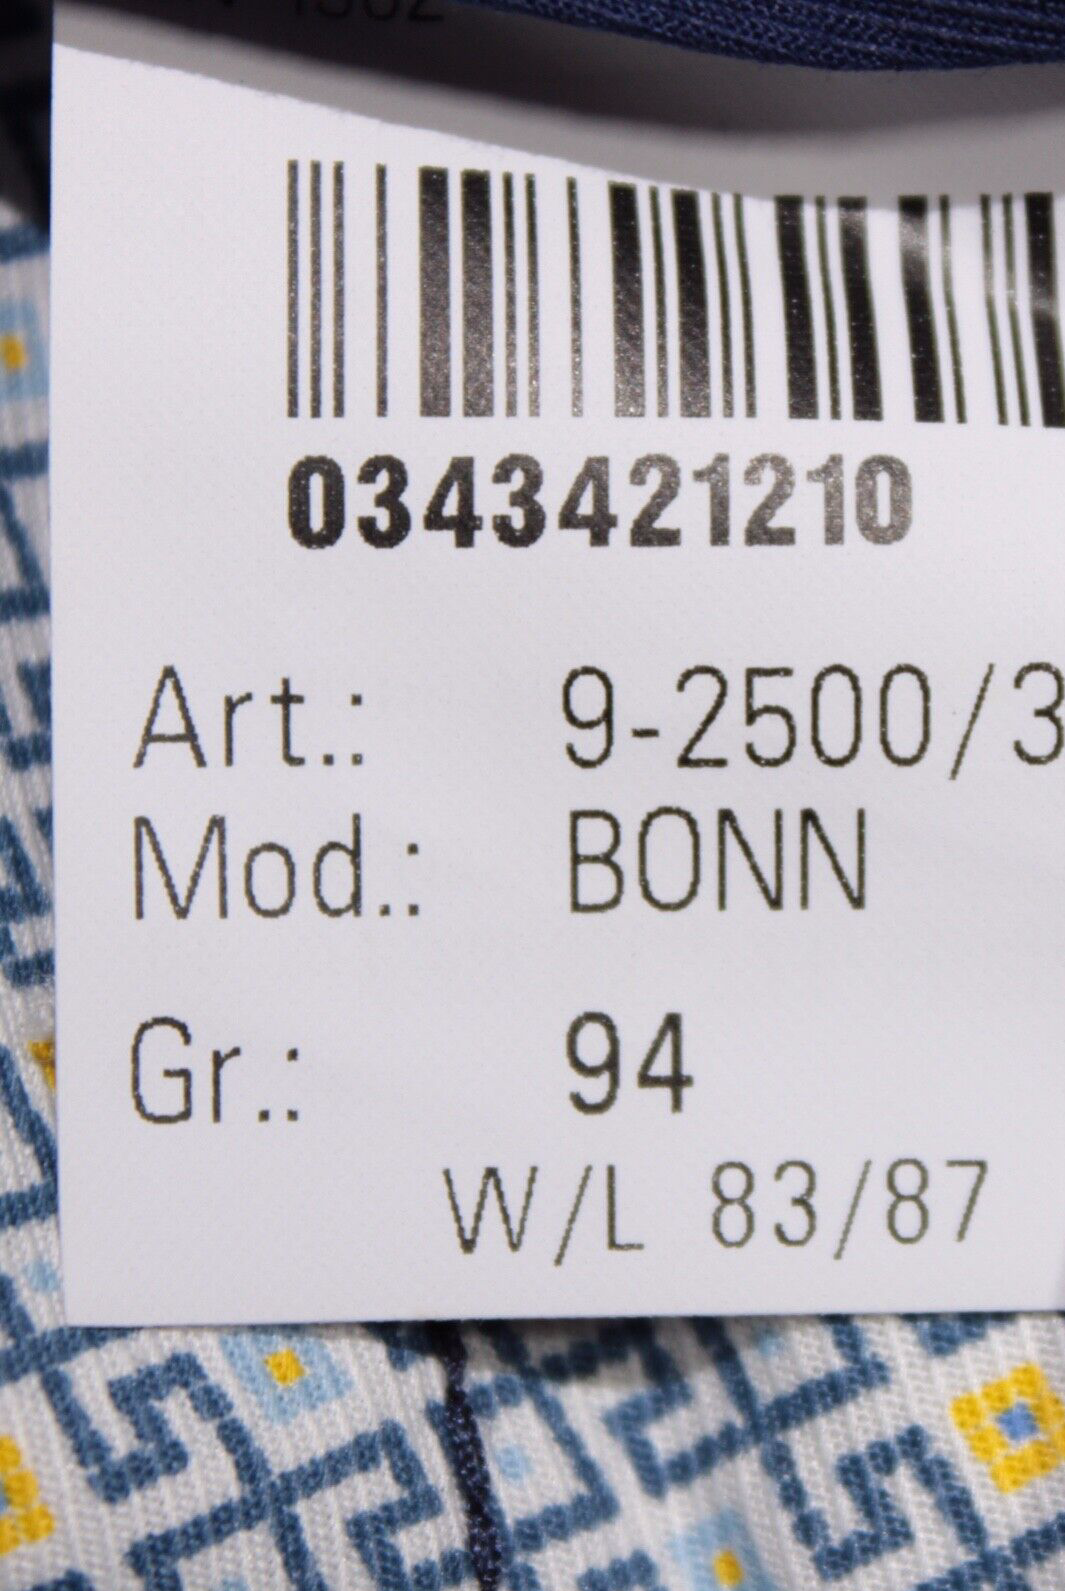 0343421210
Art.: 9-2500/3
Mod.: BONN
Gr.: 94
W/L 83/87